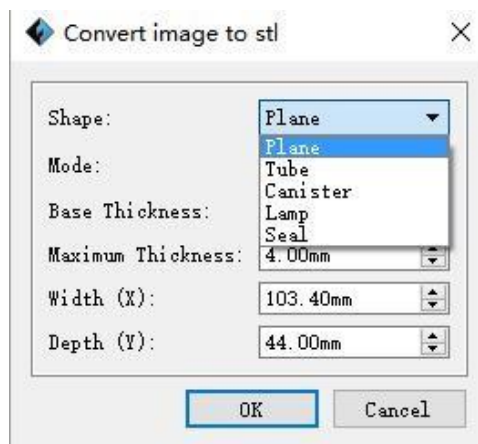 Convert image to stl
Shape: Plane
Plane
Mode: Tube
Canister
Base Thickness: Lamp
Seal
Maximum Thickness: 4.00mm
Width (X): 103.40mm
Depth (Y): 44.00mm
OK Cancel